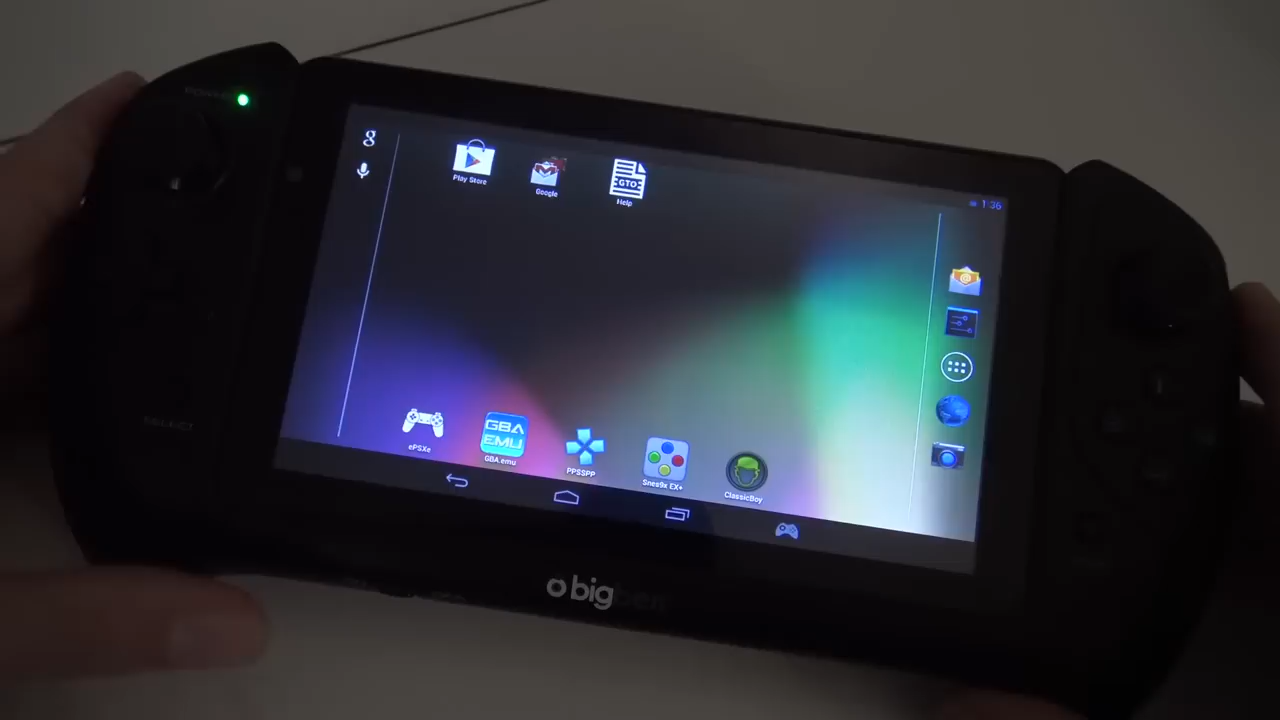 g
1:36
Play Store
Google
GTO
Help
@
GBA
EMU
ePSXe
GBA.emu
PPSSPP
Snes9x EX+
ClassicBoy
bigben